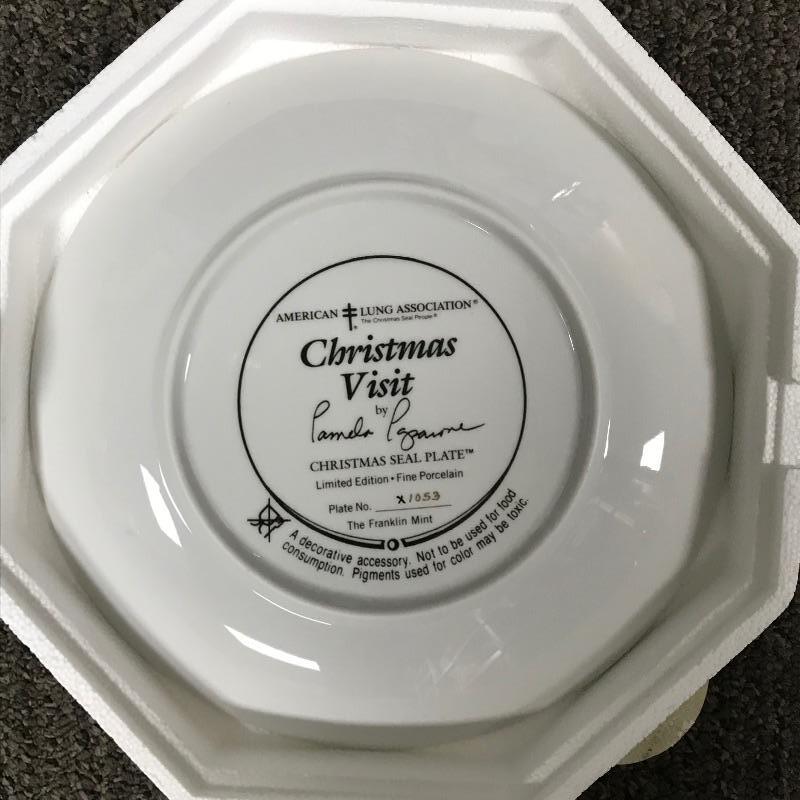 AMERICAN LUNG ASSOCIATION®
The Christmas Seal People®
Christmas
Visit
by
Pamela Paparone
CHRISTMAS SEAL PLATE™
Limited Edition • Fine Porcelain
Plate No. X1053
The Franklin Mint
A decorative accessory. Not to be used for food
consumption. Pigments used for color may be toxic.